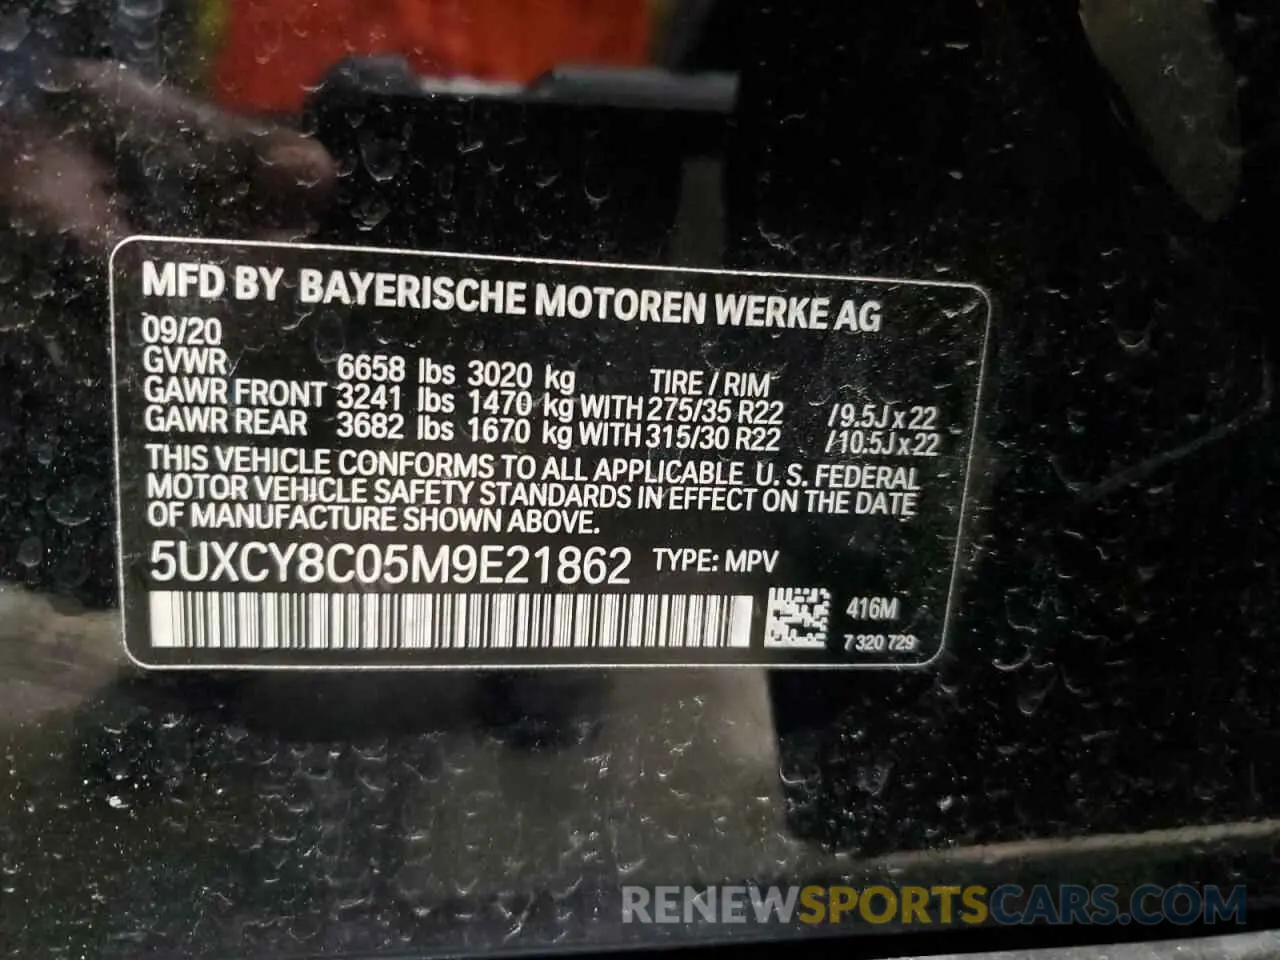 MFD BY BAYERISCHE MOTOREN WERKE AG
09/20
GVWR 6658 lbs 3020 kg TIRE / RIM
GAWR FRONT 3241 lbs 1470 kg WITH 275/35 R22 /9.5J x 22
GAWR REAR 3682 lbs 1670 kg WITH 315/30 R22 /10.5J x 22
THIS VEHICLE CONFORMS TO ALL APPLICABLE U. S. FEDERAL
MOTOR VEHICLE SAFETY STANDARDS IN EFFECT ON THE DATE
OF MANUFACTURE SHOWN ABOVE.
5UXCY8C05M9E21862 TYPE: MPV
416M
7 320 729
RENEWSPORTSCARS.COM